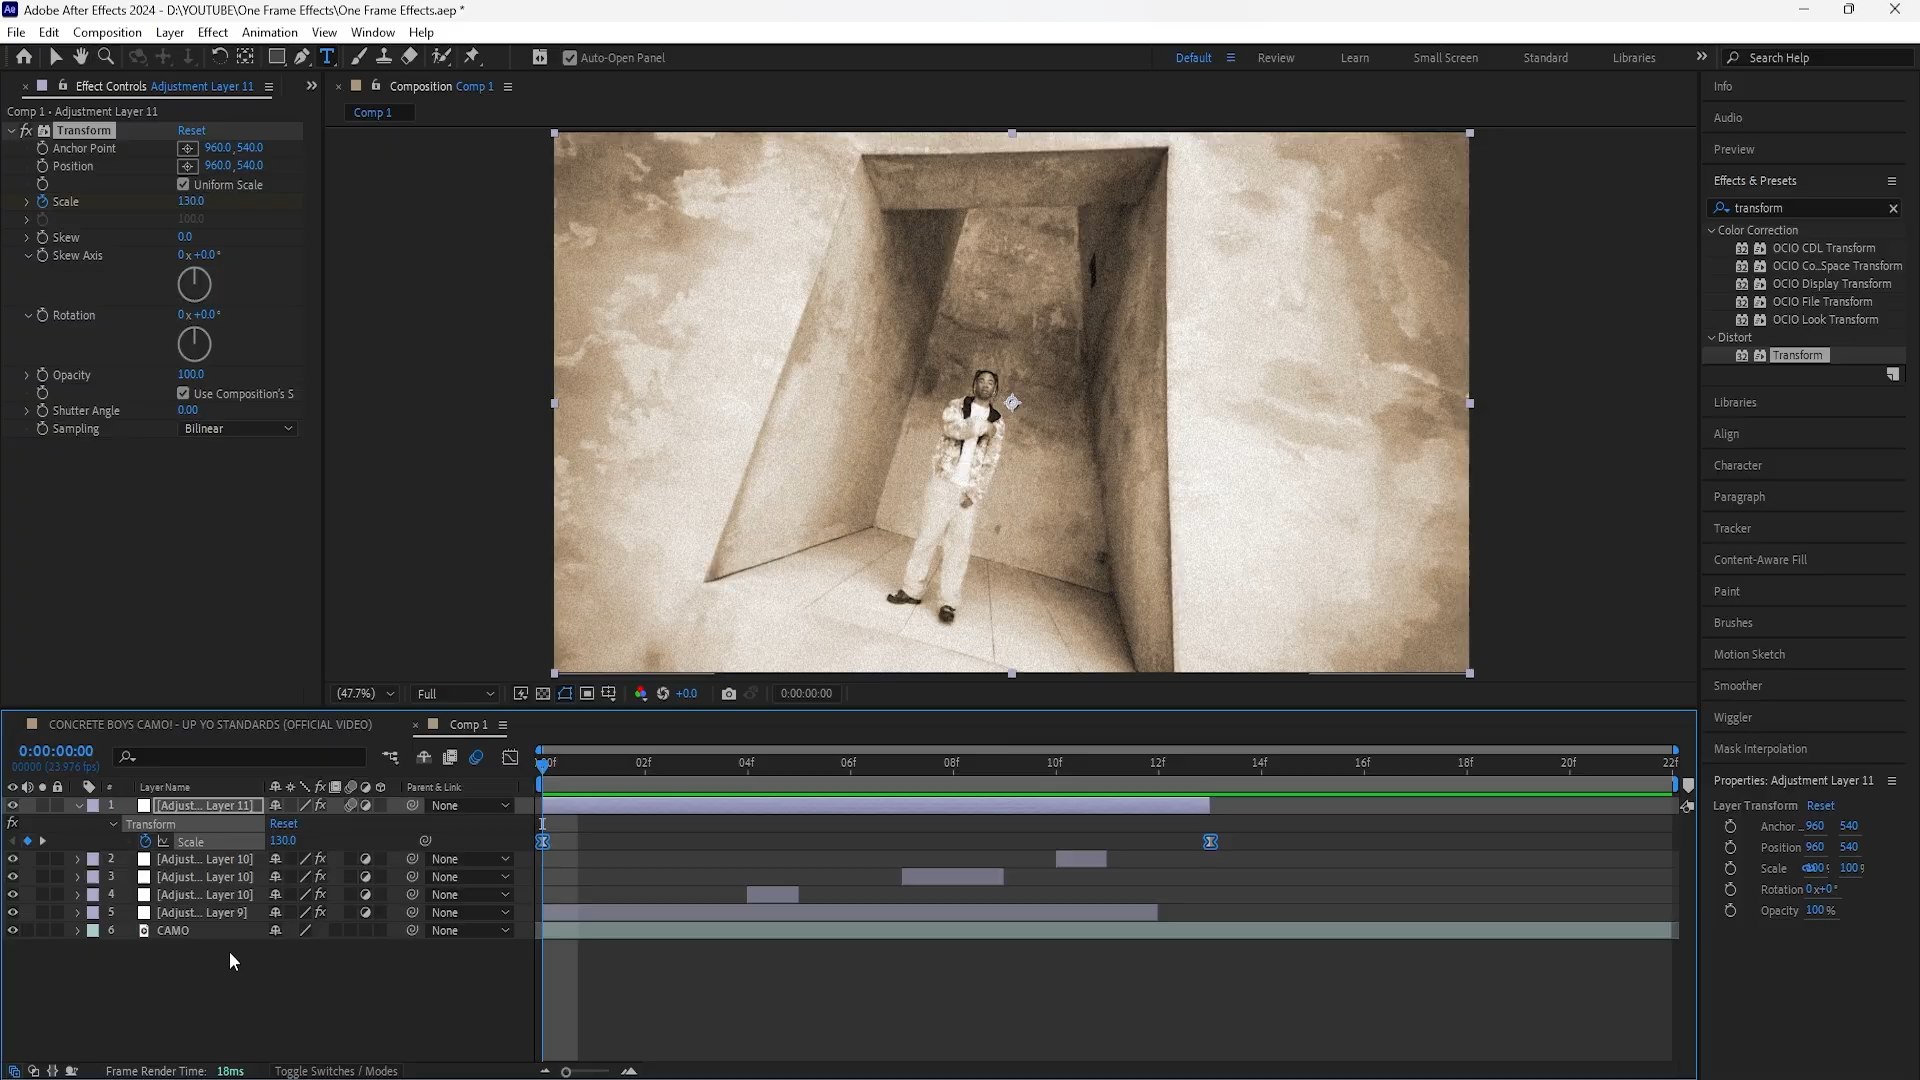 Adobe After Effects 2024 - D:\YOUTUBE\One Frame Effects\One Frame Effects.aep *
File Edit Composition Layer Effect Animation View Window Help
Auto-Open Panel
Default Review Learn Small Screen Standard Libraries Search Help
Effect Controls Adjustment Layer 11
Comp 1 • Adjustment Layer 11
fx Transform Reset
Anchor Point 960.0, 540.0
Position 960.0, 540.0
Uniform Scale
Scale 130.0
100.0
Skew 0.0
Skew Axis 0x+0.0°
Rotation 0x+0.0°
Opacity 100.0
Use Composition's S
Shutter Angle 0.00
Sampling Bilinear
Composition Comp 1
Comp 1
(47.7%) Full +0.0 0:00:00:00
Info
Audio
Preview
Effects & Presets
transform
Color Correction
OCIO CDL Transform
OCIO Co...Space Transform
OCIO Display Transform
OCIO File Transform
OCIO Look Transform
Distort
Transform
Libraries
Align
Character
Paragraph
Tracker
Content-Aware Fill
Paint
Brushes
Motion Sketch
Smoother
Wiggler
Mask Interpolation
Properties: Adjustment Layer 11
Layer Transform Reset
Anchor ... 960 540
Position 960 540
Scale 100%
Rotation 0x+0°
Opacity 100 %
CONCRETE BOYS CAMO! - UP YO STANDARDS (OFFICIAL VIDEO) Comp 1
0:00:00:00
00000 (23.976 fps)
02f 04f 06f 08f 10f 12f 14f 16f 18f 20f 22f
# Layer Name Parent & Link
1 [Adjust... Layer 11] None
Transform Reset
Scale 130.0
2 [Adjust... Layer 10] None
3 [Adjust... Layer 10] None
4 [Adjust... Layer 10] None
5 [Adjust... Layer 9] None
6 CAMO None
Frame Render Time: 18ms Toggle Switches / Modes